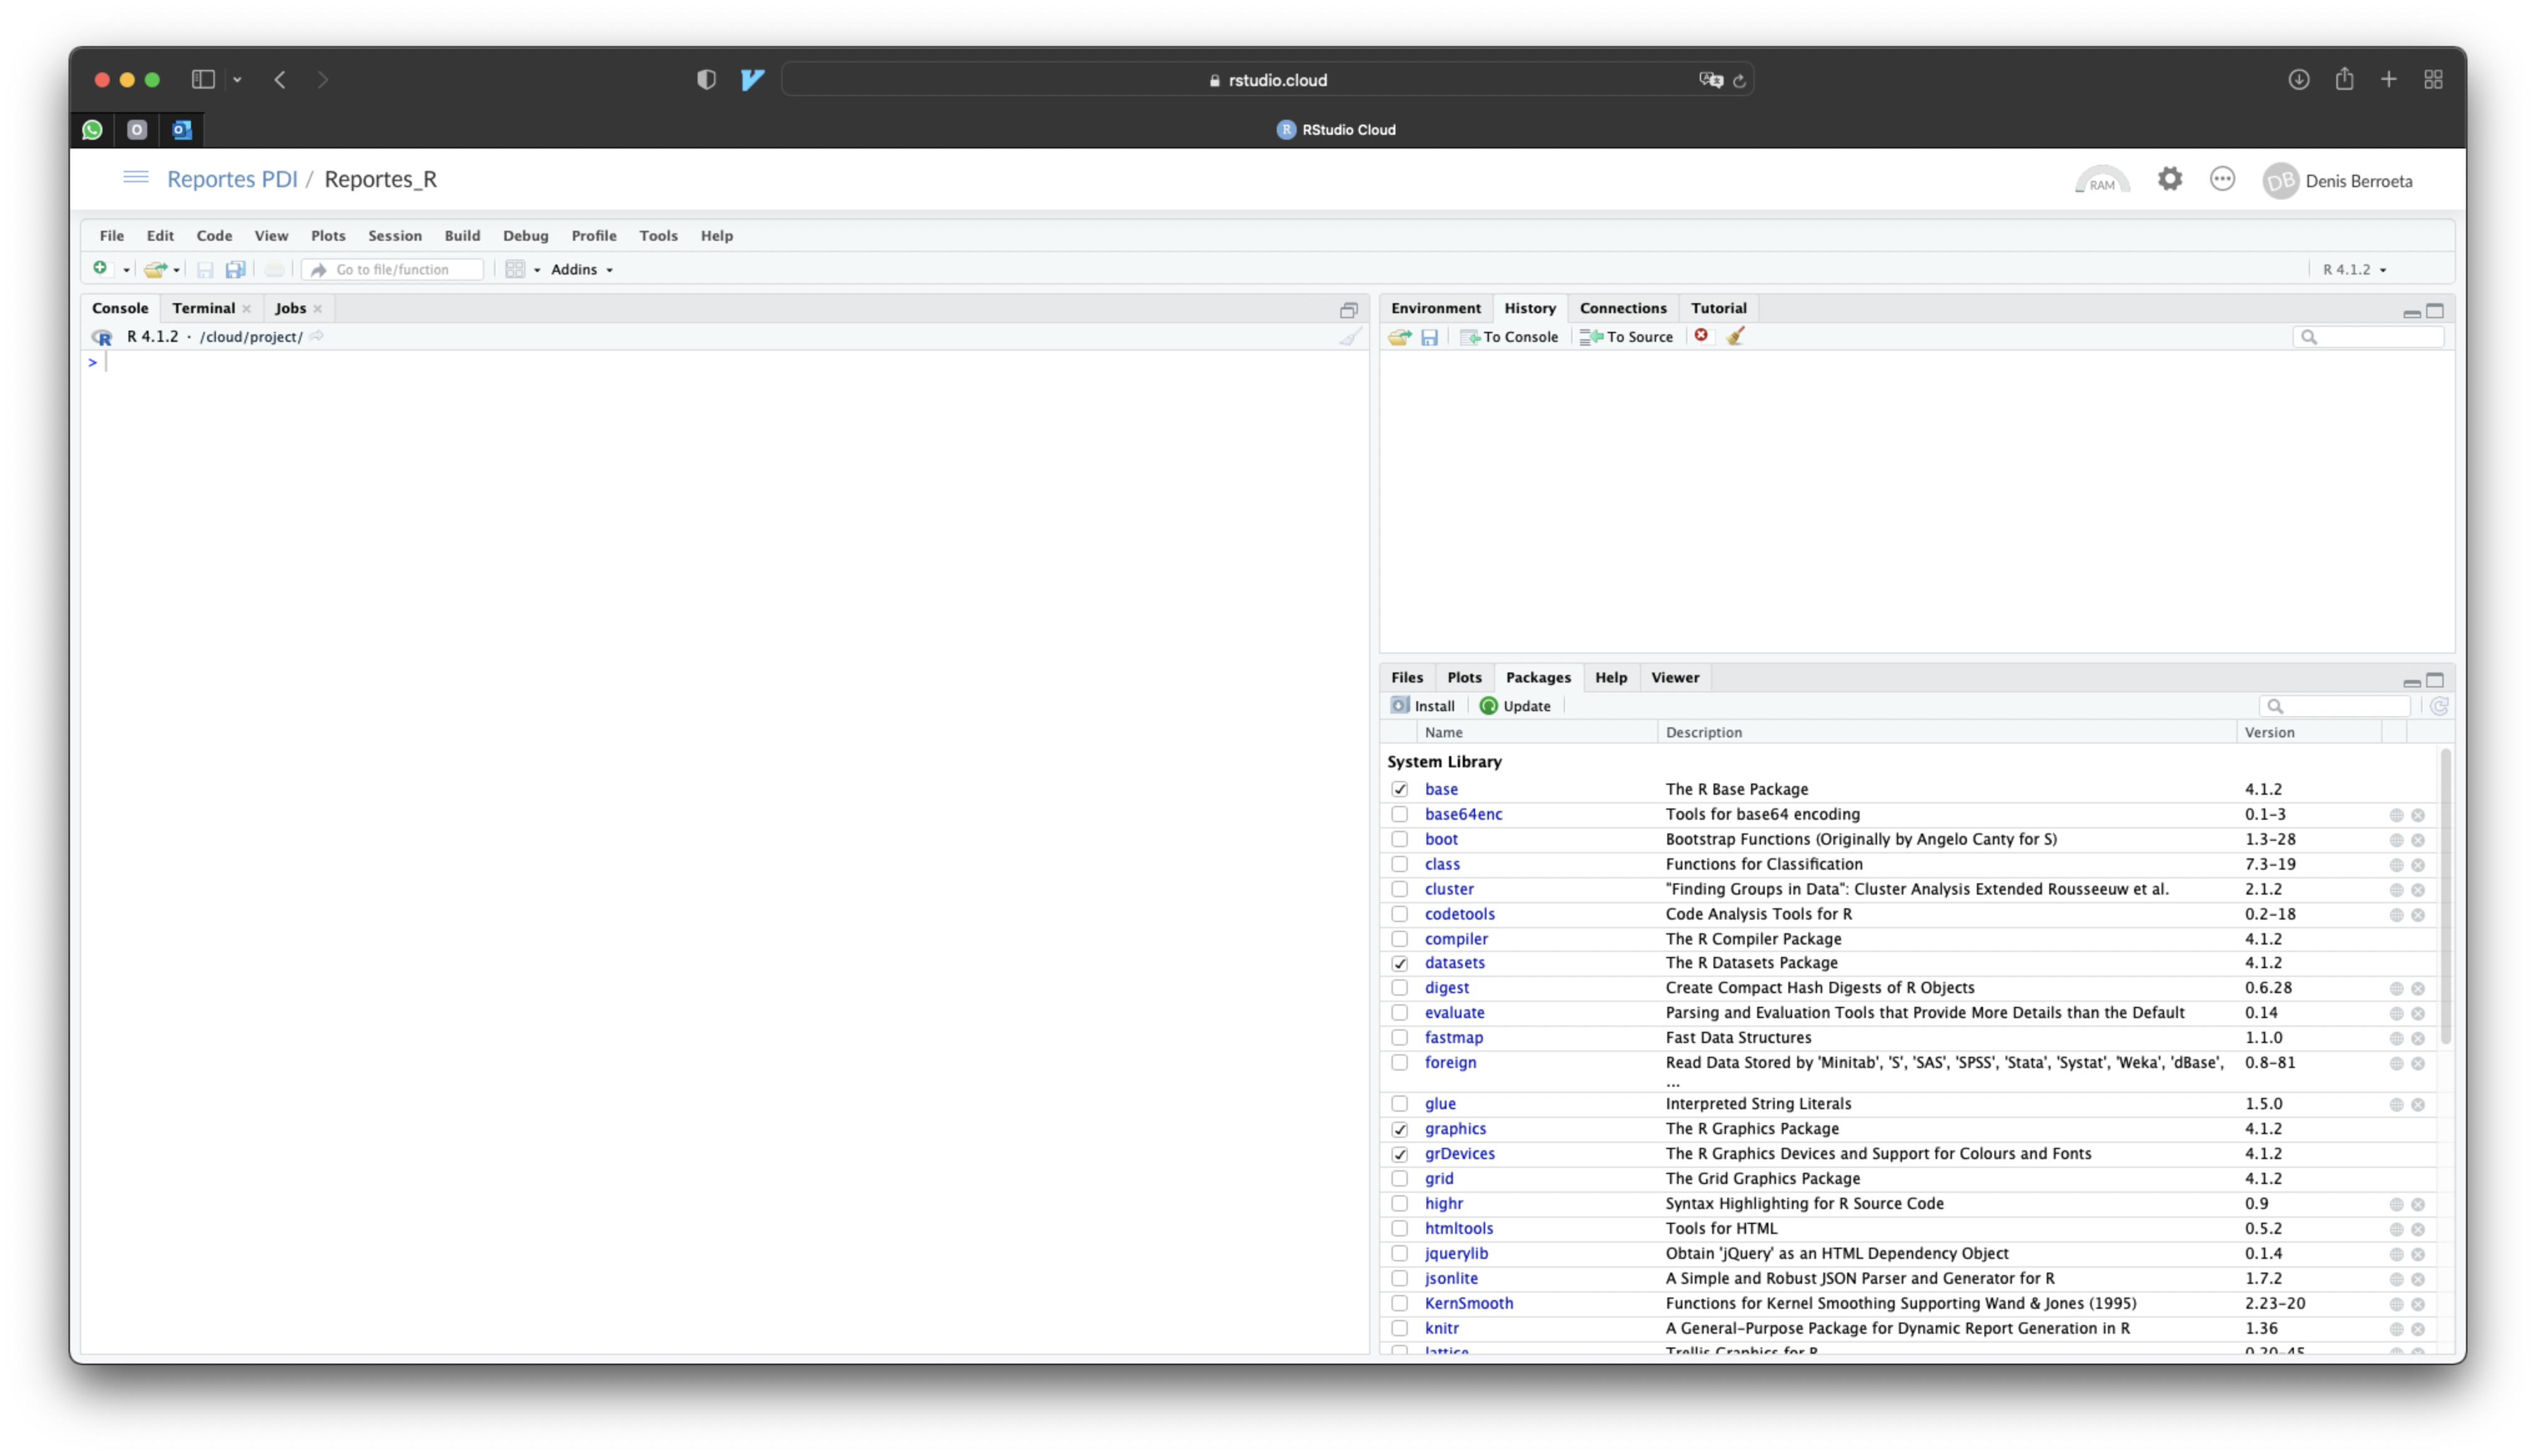 rstudio.cloud
RStudio Cloud
Reportes PDI / Reportes_R
RAM
DB Denis Berroeta
File Edit Code View Plots Session Build Debug Profile Tools Help
Go to file/function Addins R 4.1.2
Console Terminal Jobs
R 4.1.2 · /cloud/project/
>
Environment History Connections Tutorial
To Console To Source
Files Plots Packages Help Viewer
Install Update
Name Description Version
System Library
base The R Base Package 4.1.2
base64enc Tools for base64 encoding 0.1-3
boot Bootstrap Functions (Originally by Angelo Canty for S) 1.3-28
class Functions for Classification 7.3-19
cluster "Finding Groups in Data": Cluster Analysis Extended Rousseeuw et al. 2.1.2
codetools Code Analysis Tools for R 0.2-18
compiler The R Compiler Package 4.1.2
datasets The R Datasets Package 4.1.2
digest Create Compact Hash Digests of R Objects 0.6.28
evaluate Parsing and Evaluation Tools that Provide More Details than the Default 0.14
fastmap Fast Data Structures 1.1.0
foreign Read Data Stored by 'Minitab', 'S', 'SAS', 'SPSS', 'Stata', 'Systat', 'Weka', 'dBase', 0.8-81
...
glue Interpreted String Literals 1.5.0
graphics The R Graphics Package 4.1.2
grDevices The R Graphics Devices and Support for Colours and Fonts 4.1.2
grid The Grid Graphics Package 4.1.2
highr Syntax Highlighting for R Source Code 0.9
htmltools Tools for HTML 0.5.2
jquerylib Obtain 'jQuery' as an HTML Dependency Object 0.1.4
jsonlite A Simple and Robust JSON Parser and Generator for R 1.7.2
KernSmooth Functions for Kernel Smoothing Supporting Wand & Jones (1995) 2.23-20
knitr A General-Purpose Package for Dynamic Report Generation in R 1.36
lattice Trellis Graphics for R 0.20-45